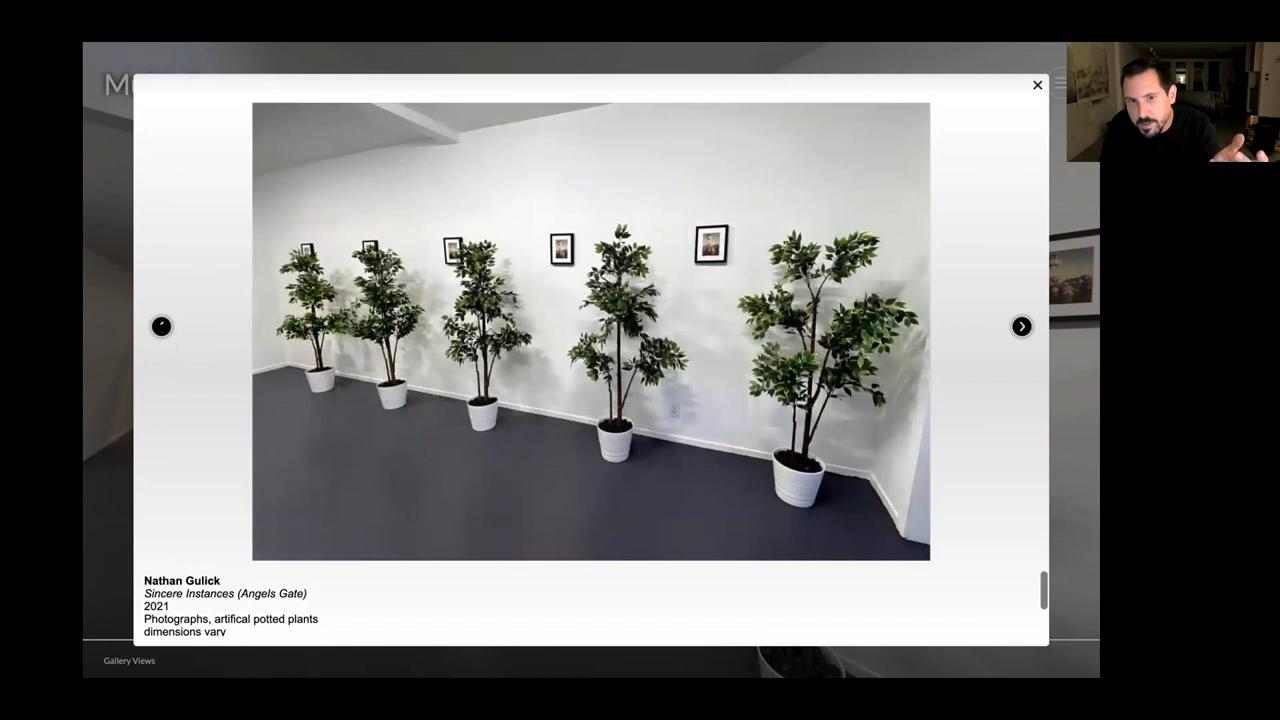 M
Nathan Gulick
Sincere Instances (Angels Gate)
2021
Photographs, artifical potted plants
dimensions vary
Gallery Views